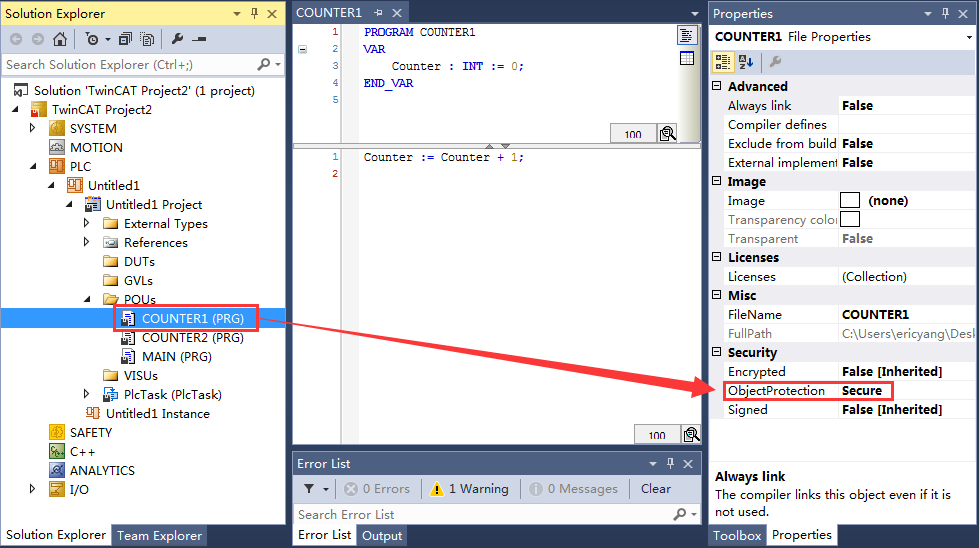 Solution Explorer
Search Solution Explorer (Ctrl+;)
Solution 'TwinCAT Project2' (1 project)
TwinCAT Project2
SYSTEM
MOTION
PLC
Untitled1
Untitled1 Project
External Types
References
DUTs
GVLs
POUs
COUNTER1 (PRG)
COUNTER2 (PRG)
MAIN (PRG)
VISUs
PlcTask (PlcTask)
Untitled1 Instance
SAFETY
C++
ANALYTICS
I/O
Solution Explorer
Team Explorer
COUNTER1
1 PROGRAM COUNTER1
2 VAR
3 Counter : INT := 0;
4 END_VAR
5
100
1 Counter := Counter + 1;
2
100
Error List
0 Errors
1 Warning
0 Messages
Clear
Search Error List
Error List
Output
Properties
COUNTER1 File Properties
Advanced
Always link False
Compiler defines
Exclude from build False
External implement False
Image
Image (none)
Transparency color
Transparent False
Licenses
Licenses (Collection)
Misc
FileName COUNTER1
FullPath C:\Users\ericyang\Desk
Security
Encrypted False [Inherited]
ObjectProtection Secure
Signed False [Inherited]
Always link
The compiler links this object even if it is
not used.
Toolbox
Properties